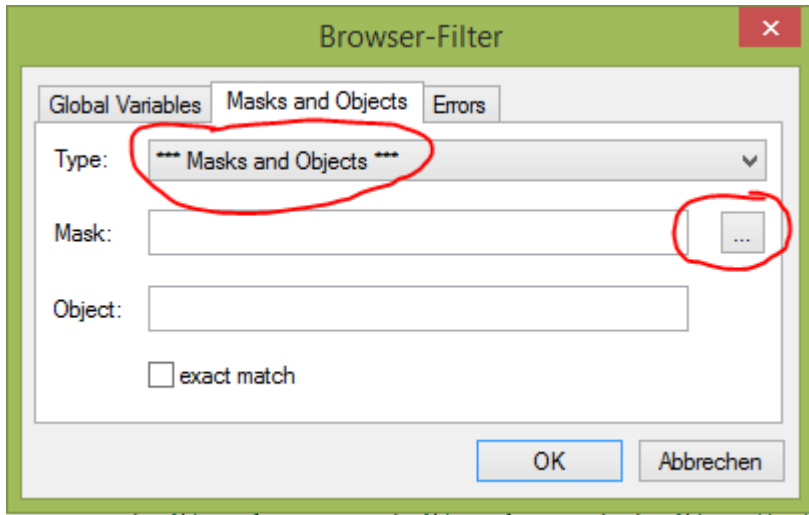 Browser-Filter
Global Variables Masks and Objects Errors
Type: *** Masks and Objects ***
Mask: ...
Object:
exact match
OK Abbrechen